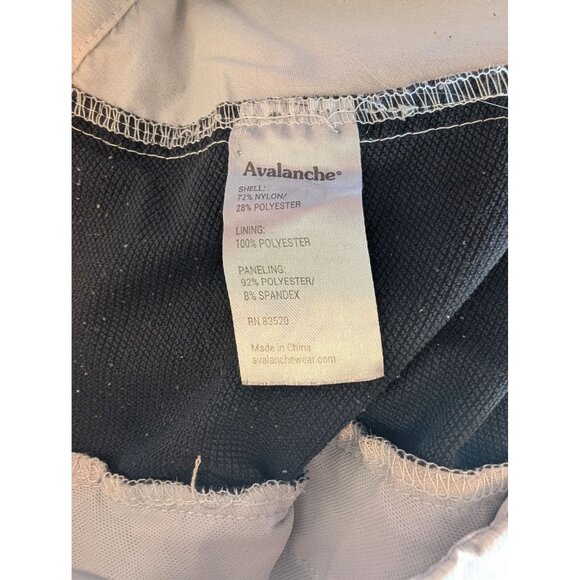 Avalanche®
SHELL:
72% NYLON/
28% POLYESTER
LINING:
100% POLYESTER
PANELING:
92% POLYESTER/
8% SPANDEX
RN 83520
Made in China
avalanchewear.com